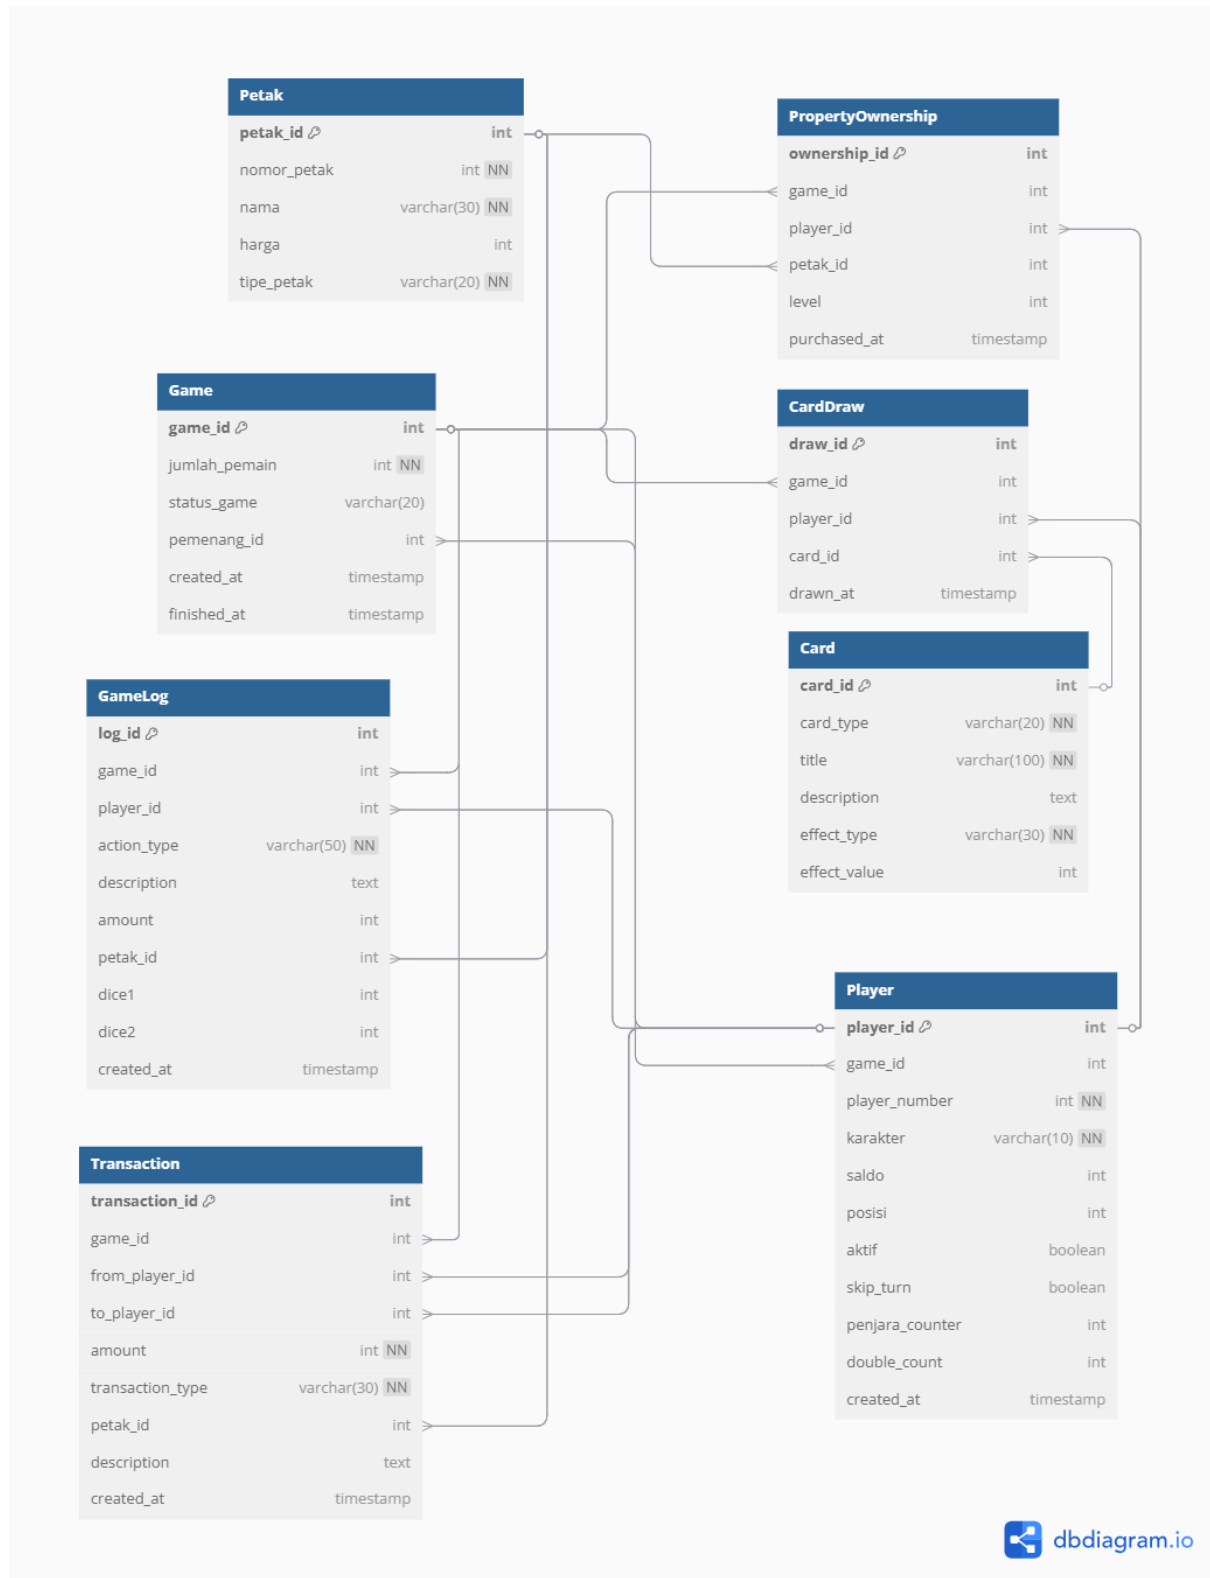 Petak
petak_id int
nomor_petak int NN
nama varchar(30) NN
harga int
tipe_petak varchar(20) NN
PropertyOwnership
ownership_id int
game_id int
player_id int
petak_id int
level int
purchased_at timestamp
Game
game_id int
jumlah_pemain int NN
status_game varchar(20)
pemenang_id int
created_at timestamp
finished_at timestamp
CardDraw
draw_id int
game_id int
player_id int
card_id int
drawn_at timestamp
Card
card_id int
card_type varchar(20) NN
title varchar(100) NN
description text
effect_type varchar(30) NN
effect_value int
GameLog
log_id int
game_id int
player_id int
action_type varchar(50) NN
description text
amount int
petak_id int
dice1 int
dice2 int
created_at timestamp
Player
player_id int
game_id int
player_number int NN
karakter varchar(10) NN
saldo int
posisi int
aktif boolean
skip_turn boolean
penjara_counter int
double_count int
created_at timestamp
Transaction
transaction_id int
game_id int
from_player_id int
to_player_id int
amount int NN
transaction_type varchar(30) NN
petak_id int
description text
created_at timestamp
dbdiagram.io